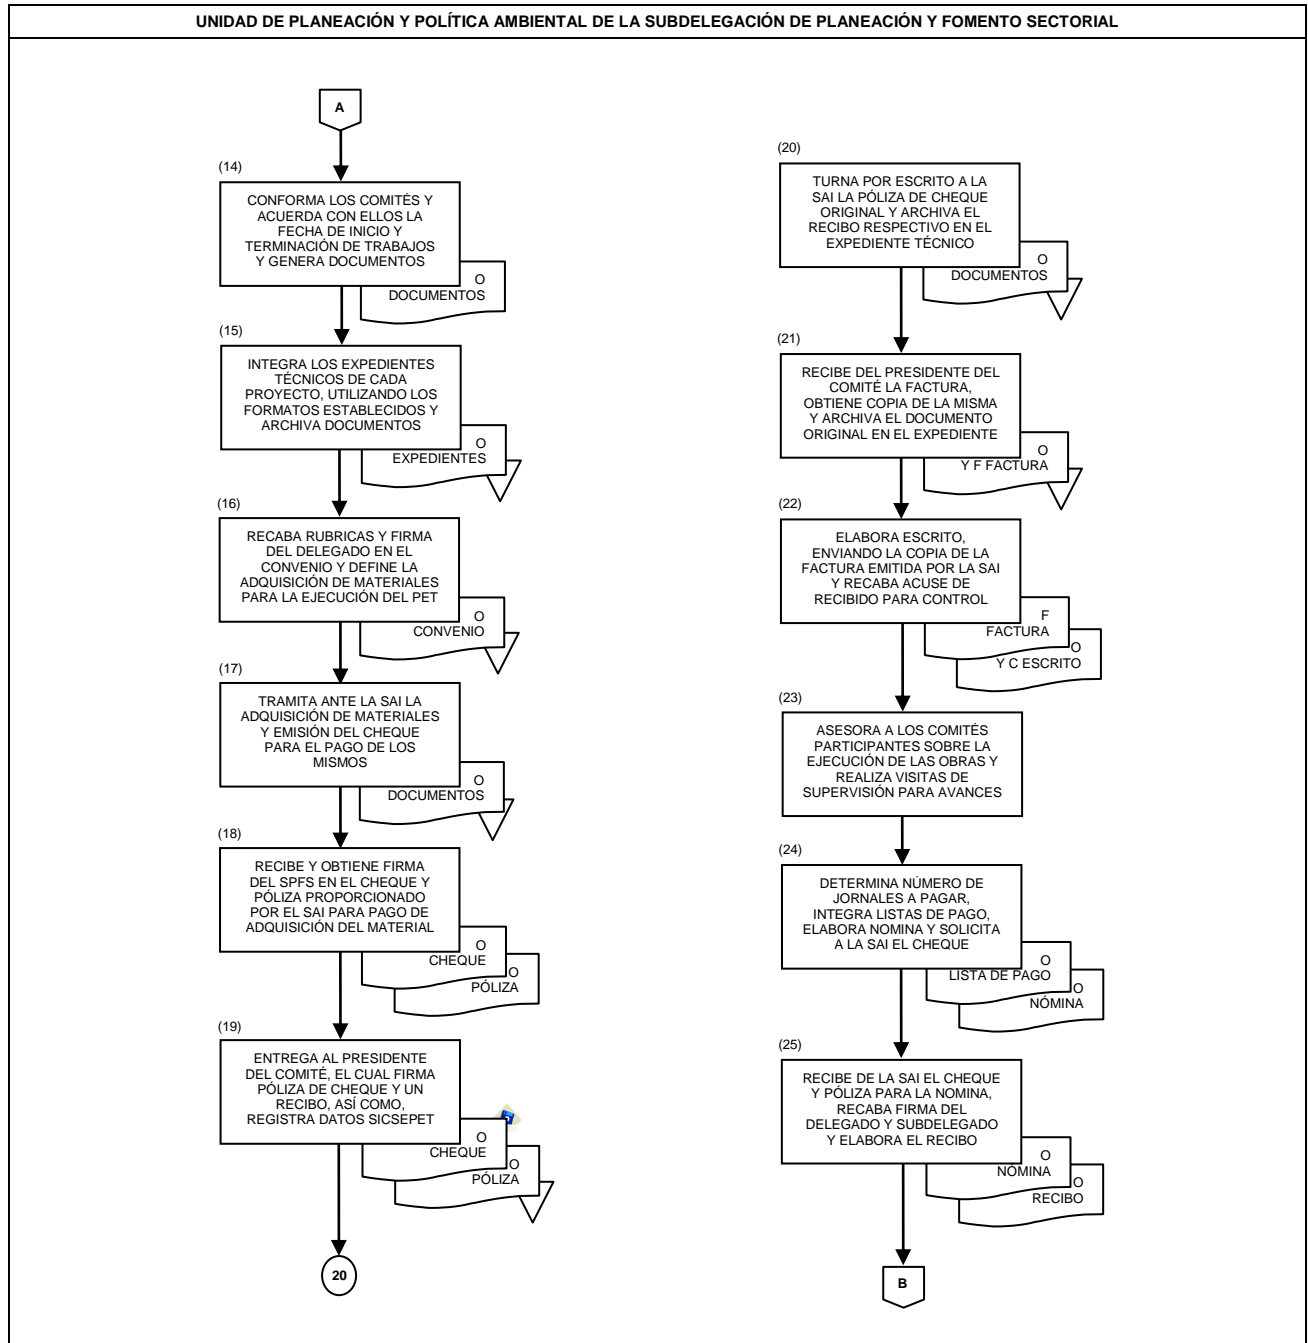 UNIDAD DE PLANEACIÓN Y POLÍTICA AMBIENTAL DE LA SUBDELEGACIÓN DE PLANEACIÓN Y FOMENTO SECTORIAL
A
(14)
CONFORMA LOS COMITÉS Y
ACUERDA CON ELLOS LA
FECHA DE INICIO Y
TERMINACIÓN DE TRABAJOS
Y GENERA DOCUMENTOS
O
DOCUMENTOS
(15)
INTEGRA LOS EXPEDIENTES
TÉCNICOS DE CADA
PROYECTO, UTILIZANDO LOS
FORMATOS ESTABLECIDOS Y
ARCHIVA DOCUMENTOS
O
EXPEDIENTES
(16)
RECABA RUBRICAS Y FIRMA
DEL DELEGADO EN EL
CONVENIO Y DEFINE LA
ADQUISICIÓN DE MATERIALES
PARA LA EJECUCIÓN DEL PET
O
CONVENIO
(17)
TRAMITA ANTE LA SAI LA
ADQUISICIÓN DE MATERIALES
Y EMISIÓN DEL CHEQUE
PARA EL PAGO DE LOS
MISMOS
O
DOCUMENTOS
(18)
RECIBE Y OBTIENE FIRMA
DEL SPFS EN EL CHEQUE Y
PÓLIZA PROPORCIONADO
POR EL SAI PARA PAGO DE
ADQUISICIÓN DEL MATERIAL
O
CHEQUE
O
PÓLIZA
(19)
ENTREGA AL PRESIDENTE
DEL COMITÉ, EL CUAL FIRMA
PÓLIZA DE CHEQUE Y UN
RECIBO, ASÍ COMO,
REGISTRA DATOS SICSEPET
O
CHEQUE
O
PÓLIZA
20
(20)
TURNA POR ESCRITO A LA
SAI LA PÓLIZA DE CHEQUE
ORIGINAL Y ARCHIVA EL
RECIBO RESPECTIVO EN EL
EXPEDIENTE TÉCNICO
O
DOCUMENTOS
(21)
RECIBE DEL PRESIDENTE DEL
COMITÉ LA FACTURA,
OBTIENE COPIA DE LA MISMA
Y ARCHIVA EL DOCUMENTO
ORIGINAL EN EL EXPEDIENTE
O
Y F FACTURA
(22)
ELABORA ESCRITO,
ENVIANDO LA COPIA DE LA
FACTURA EMITIDA POR LA SAI
Y RECABA ACUSE DE
RECIBIDO PARA CONTROL
F
FACTURA
O
Y C ESCRITO
(23)
ASESORA A LOS COMITÉS
PARTICIPANTES SOBRE LA
EJECUCIÓN DE LAS OBRAS Y
REALIZA VISITAS DE
SUPERVISIÓN PARA AVANCES
(24)
DETERMINA NÚMERO DE
JORNALES A PAGAR,
INTEGRA LISTAS DE PAGO,
ELABORA NOMINA Y SOLICITA
A LA SAI EL CHEQUE
O
LISTA DE PAGO
O
NÓMINA
(25)
RECIBE DE LA SAI EL CHEQUE
Y PÓLIZA PARA LA NOMINA,
RECABA FIRMA DEL
DELEGADO Y SUBDELEGADO
Y ELABORA EL RECIBO
O
NÓMINA
O
RECIBO
B